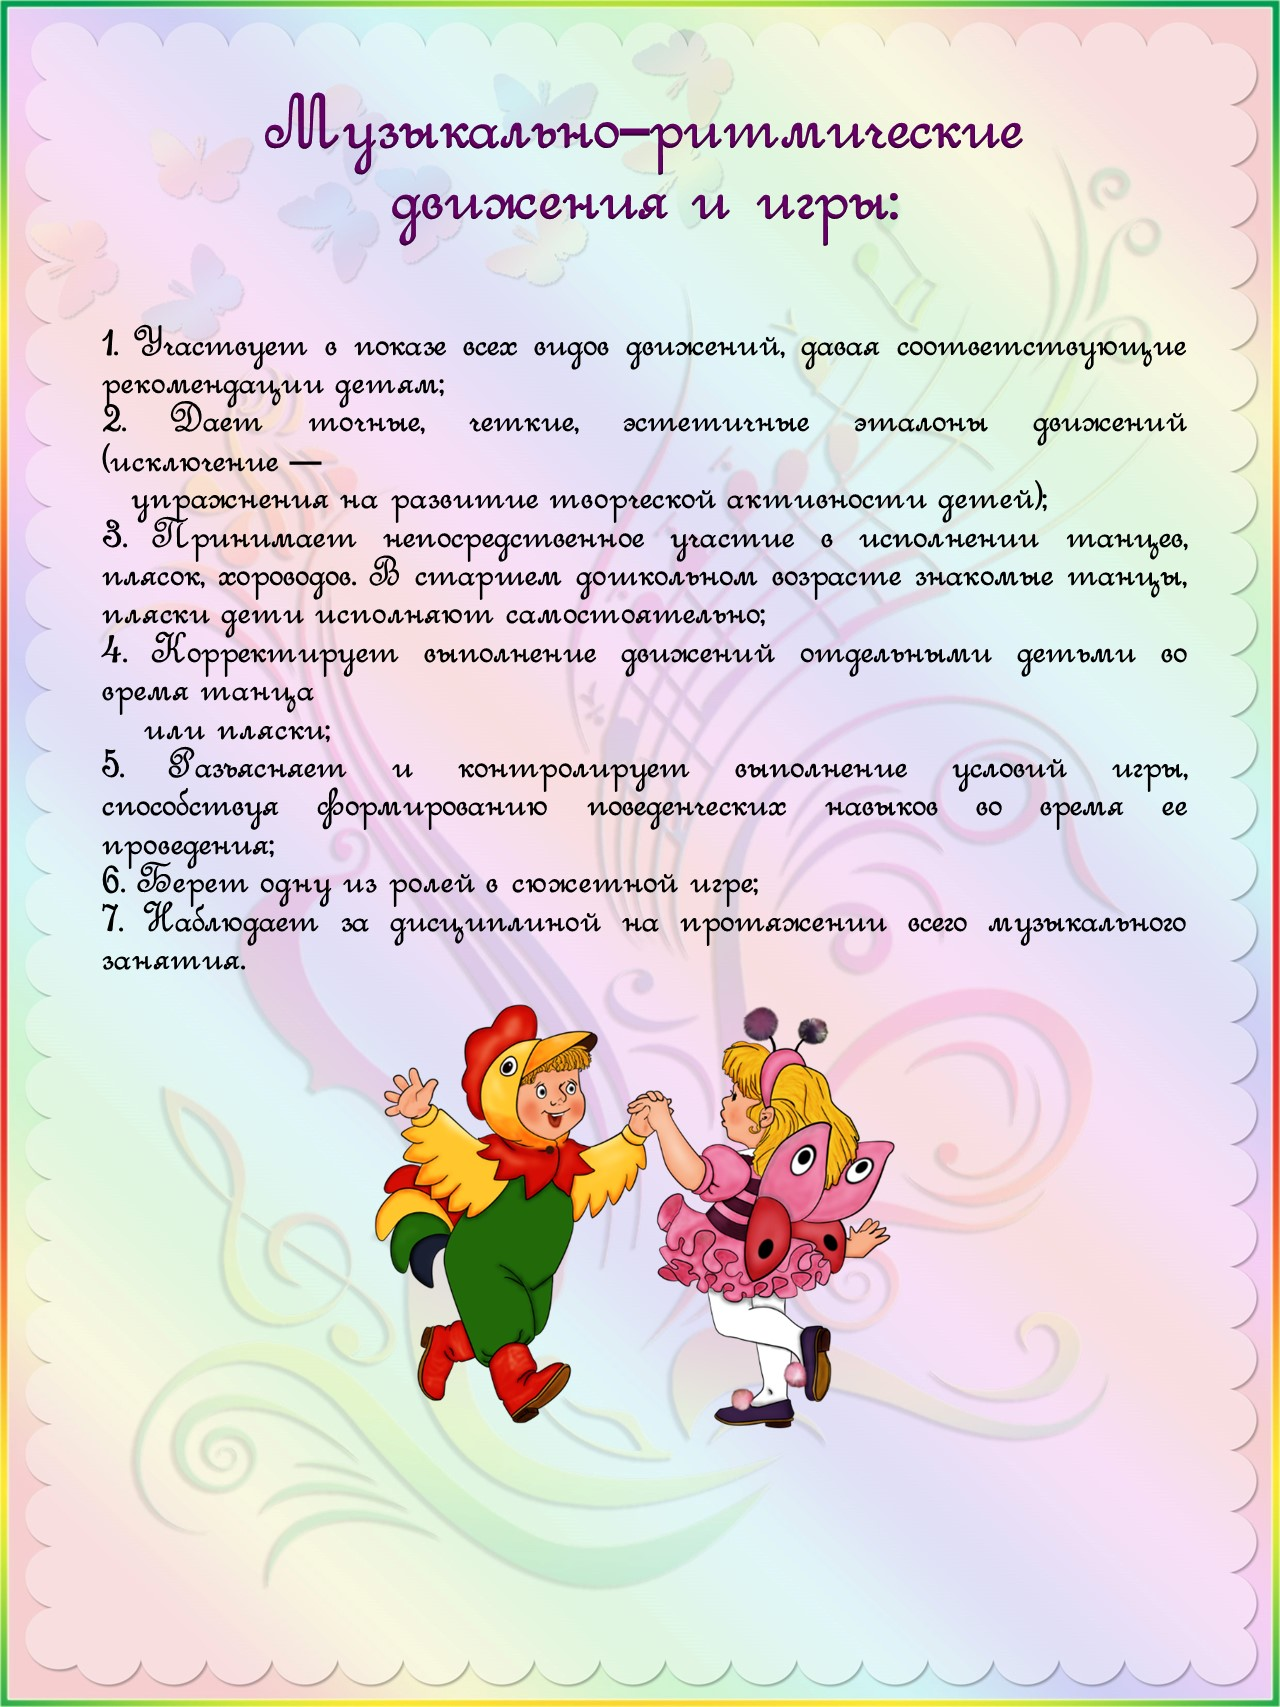 Музыкально–ритмические
движения и игры:
1. Участвует в показе всех видов движений, давая соответствующие
рекомендации детям;
2. Дает точные, четкие, эстетичные эталоны движений
(исключение —
упражнения на развитие творческой активности детей);
3. Принимает непосредственное участие в исполнении танцев,
плясок, хороводов. В старшем дошкольном возрасте знакомые танцы,
пляски дети исполняют самостоятельно;
4. Корректирует выполнение движений отдельными детьми во
время танца
или пляски;
5. Разъясняет и контролирует выполнение условий игры,
способствуя формированию поведенческих навыков во время ее
проведения;
6. Берет одну из ролей в сюжетной игре;
7. Наблюдает за дисциплиной на протяжении всего музыкального
занятия.